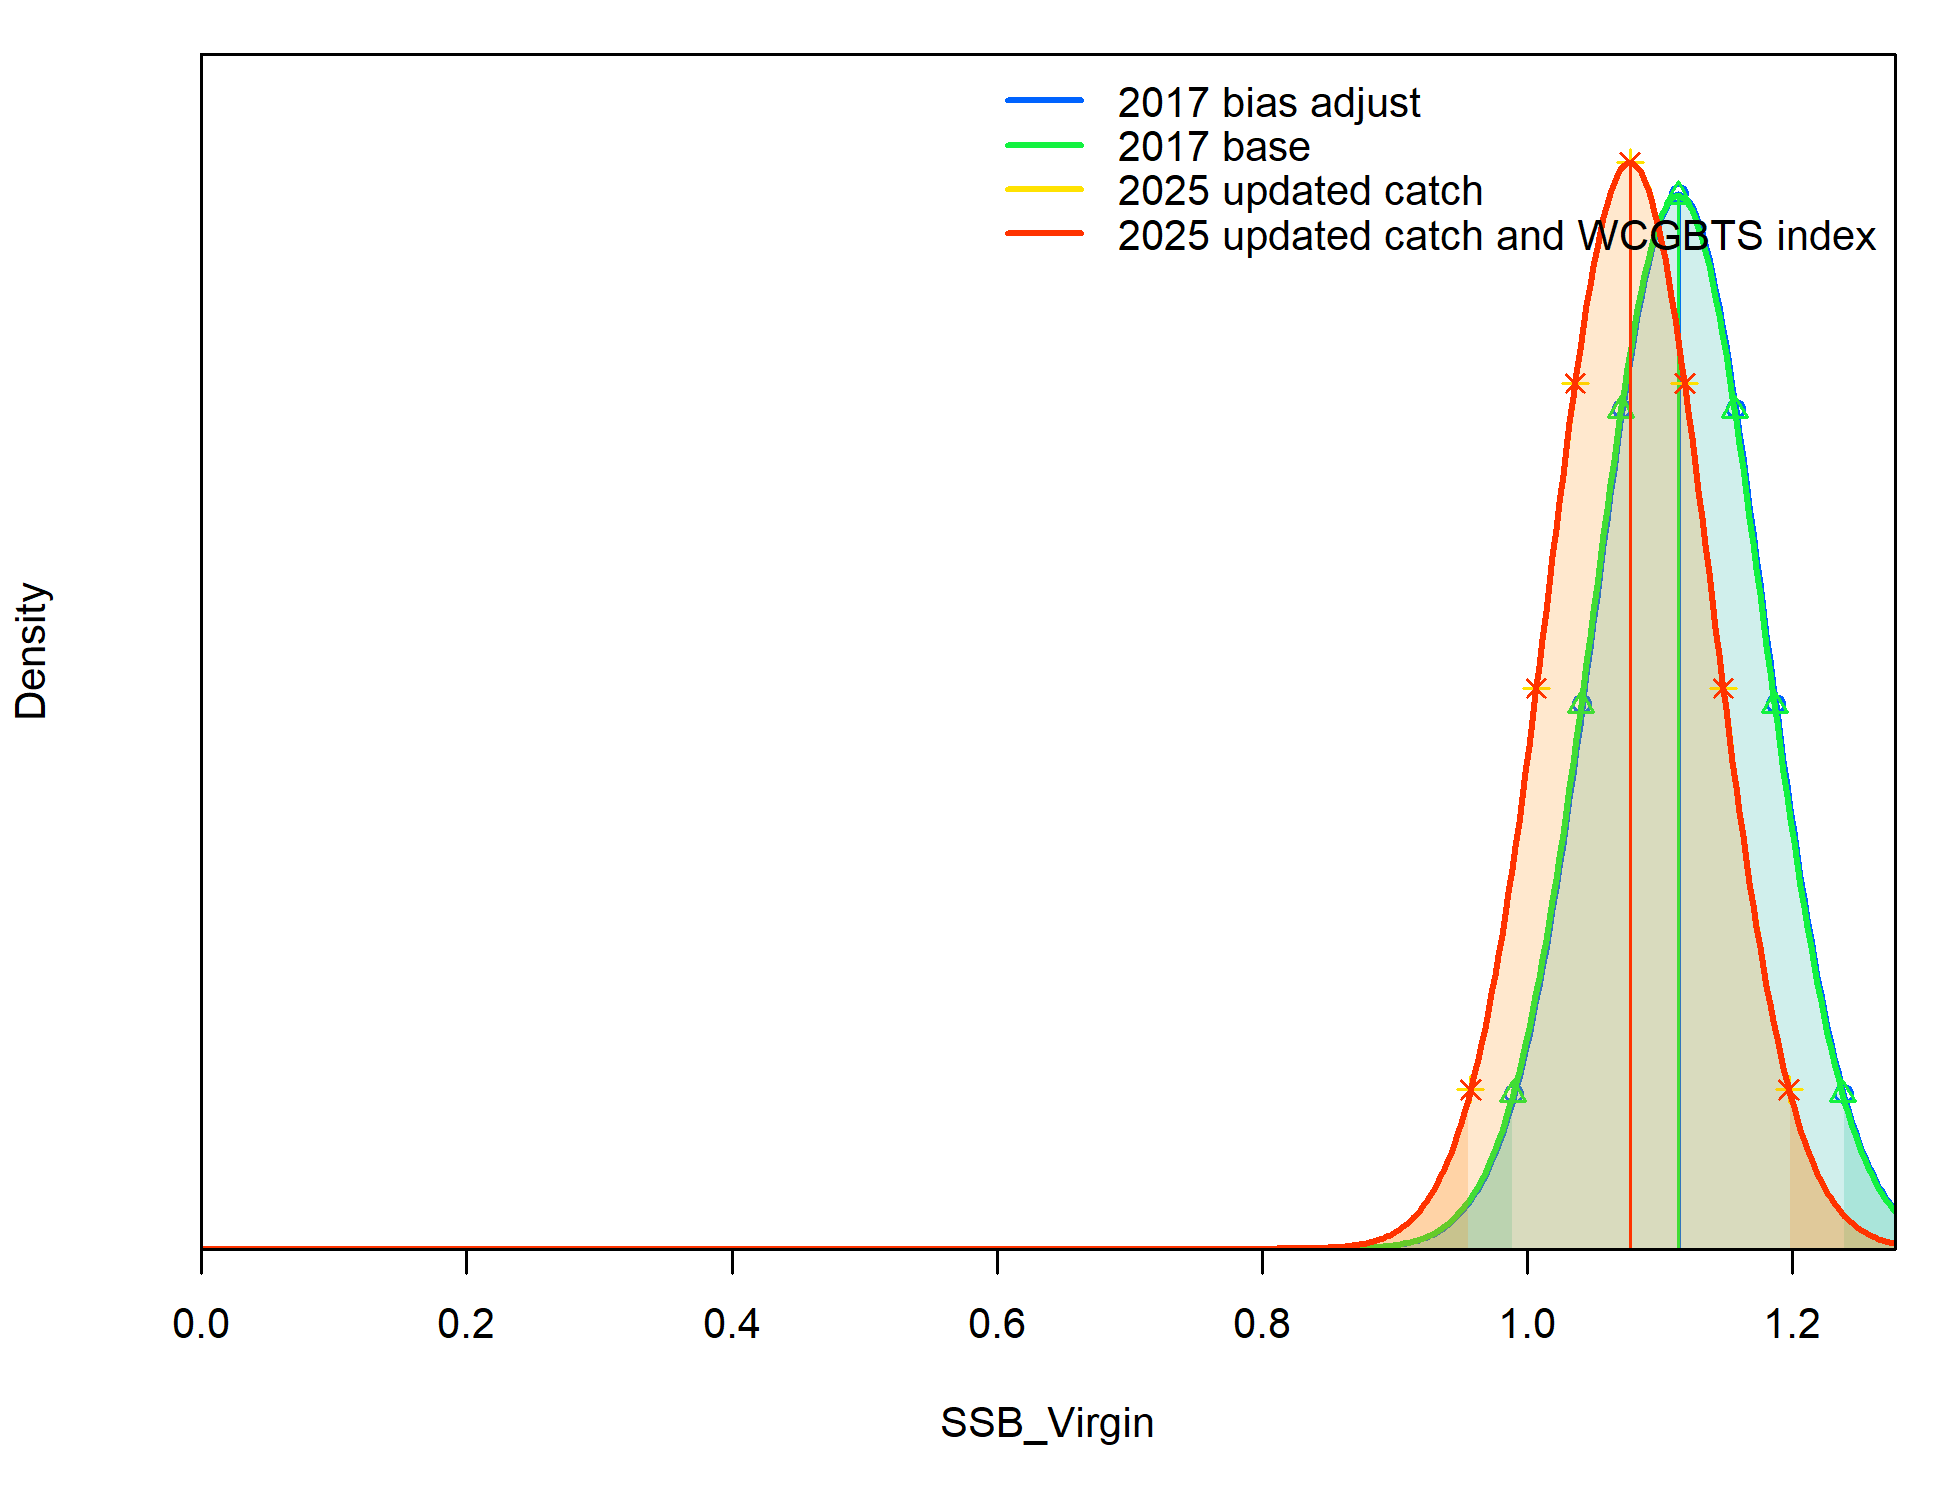 2017 bias adjust
2017 base
2025 updated catch
2025 updated catch and WCGBTS index
Density
0.0 0.2 0.4 0.6 0.8 1.0 1.2
SSB_Virgin